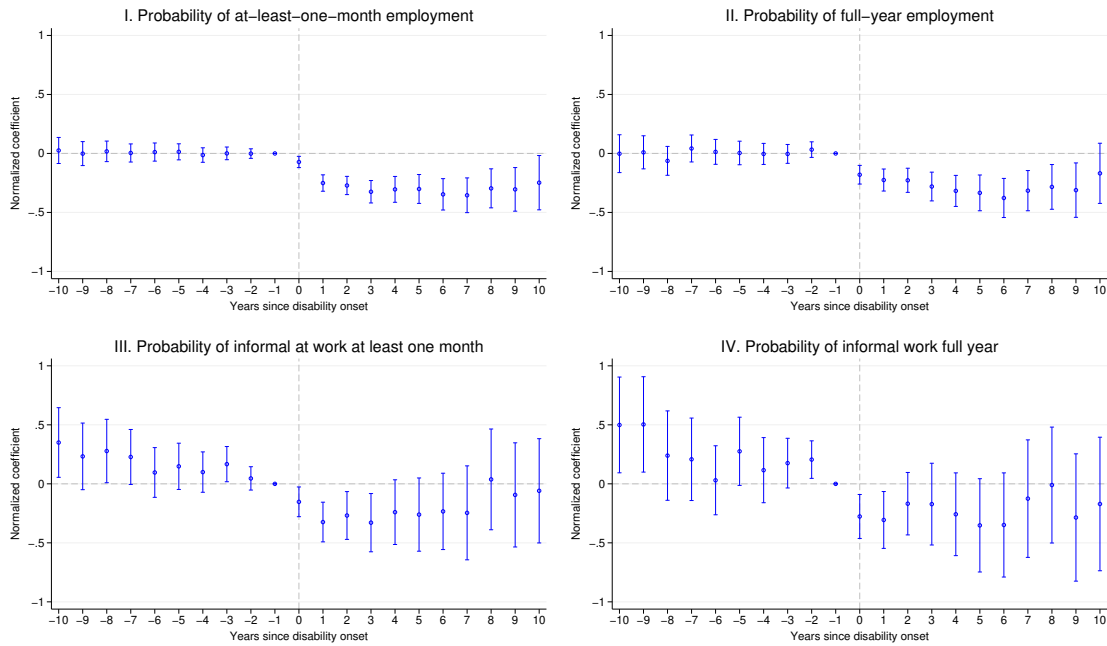 I. Probability of at−least−one−month employment
Normalized coefficient
1
.5
0
−.5
−1
−10 −9 −8 −7 −6 −5 −4 −3 −2 −1 0 1 2 3 4 5 6 7 8 9 10
Years since disability onset
II. Probability of full−year employment
Normalized coefficient
1
.5
0
−.5
−1
−10 −9 −8 −7 −6 −5 −4 −3 −2 −1 0 1 2 3 4 5 6 7 8 9 10
Years since disability onset
III. Probability of informal at work at least one month
Normalized coefficient
1
.5
0
−.5
−1
−10 −9 −8 −7 −6 −5 −4 −3 −2 −1 0 1 2 3 4 5 6 7 8 9 10
Years since disability onset
IV. Probability of informal work full year
Normalized coefficient
1
.5
0
−.5
−1
−10 −9 −8 −7 −6 −5 −4 −3 −2 −1 0 1 2 3 4 5 6 7 8 9 10
Years since disability onset